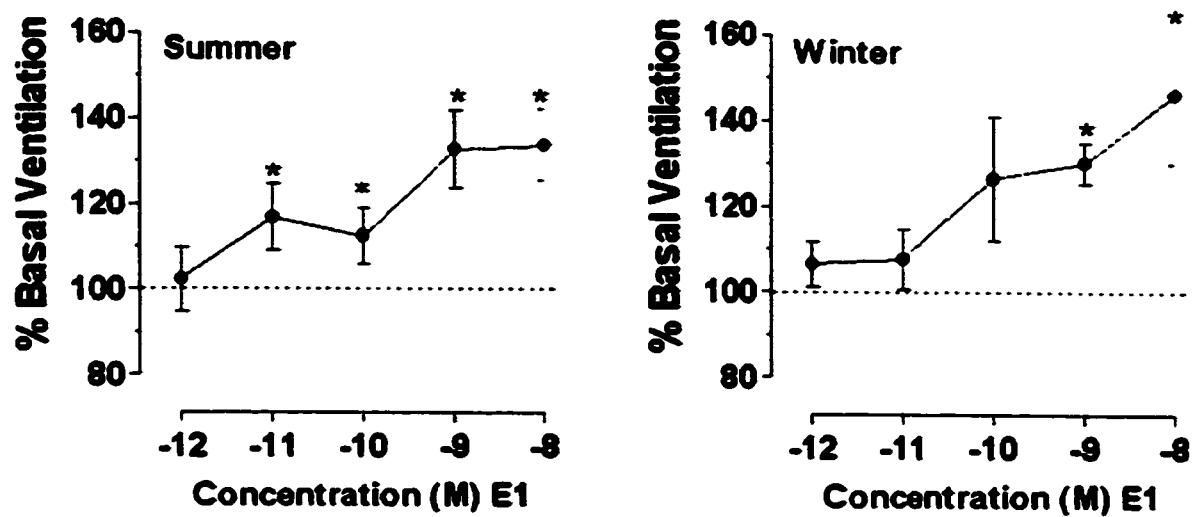 Summer
% Basal Ventilation
160
140
120
100
80
* * * * *
-12 -11 -10 -9 -8
Concentration (M) E1
Winter
% Basal Ventilation
160
140
120
100
80
* *
-12 -11 -10 -9 -8
Concentration (M) E1